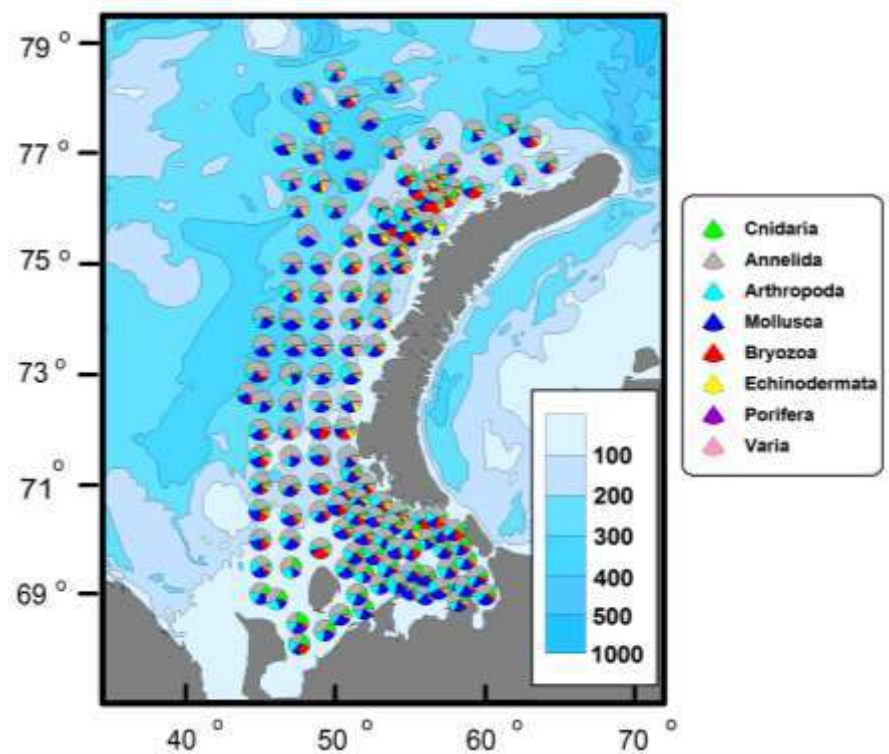 79 °
77 °
75 °
73 °
71 °
69 °
40 °
50 °
60 °
70 °
100
200
300
400
500
1000
Cnidaria
Annelida
Arthropoda
Mollusca
Bryozoa
Echinodermata
Porifera
Varia